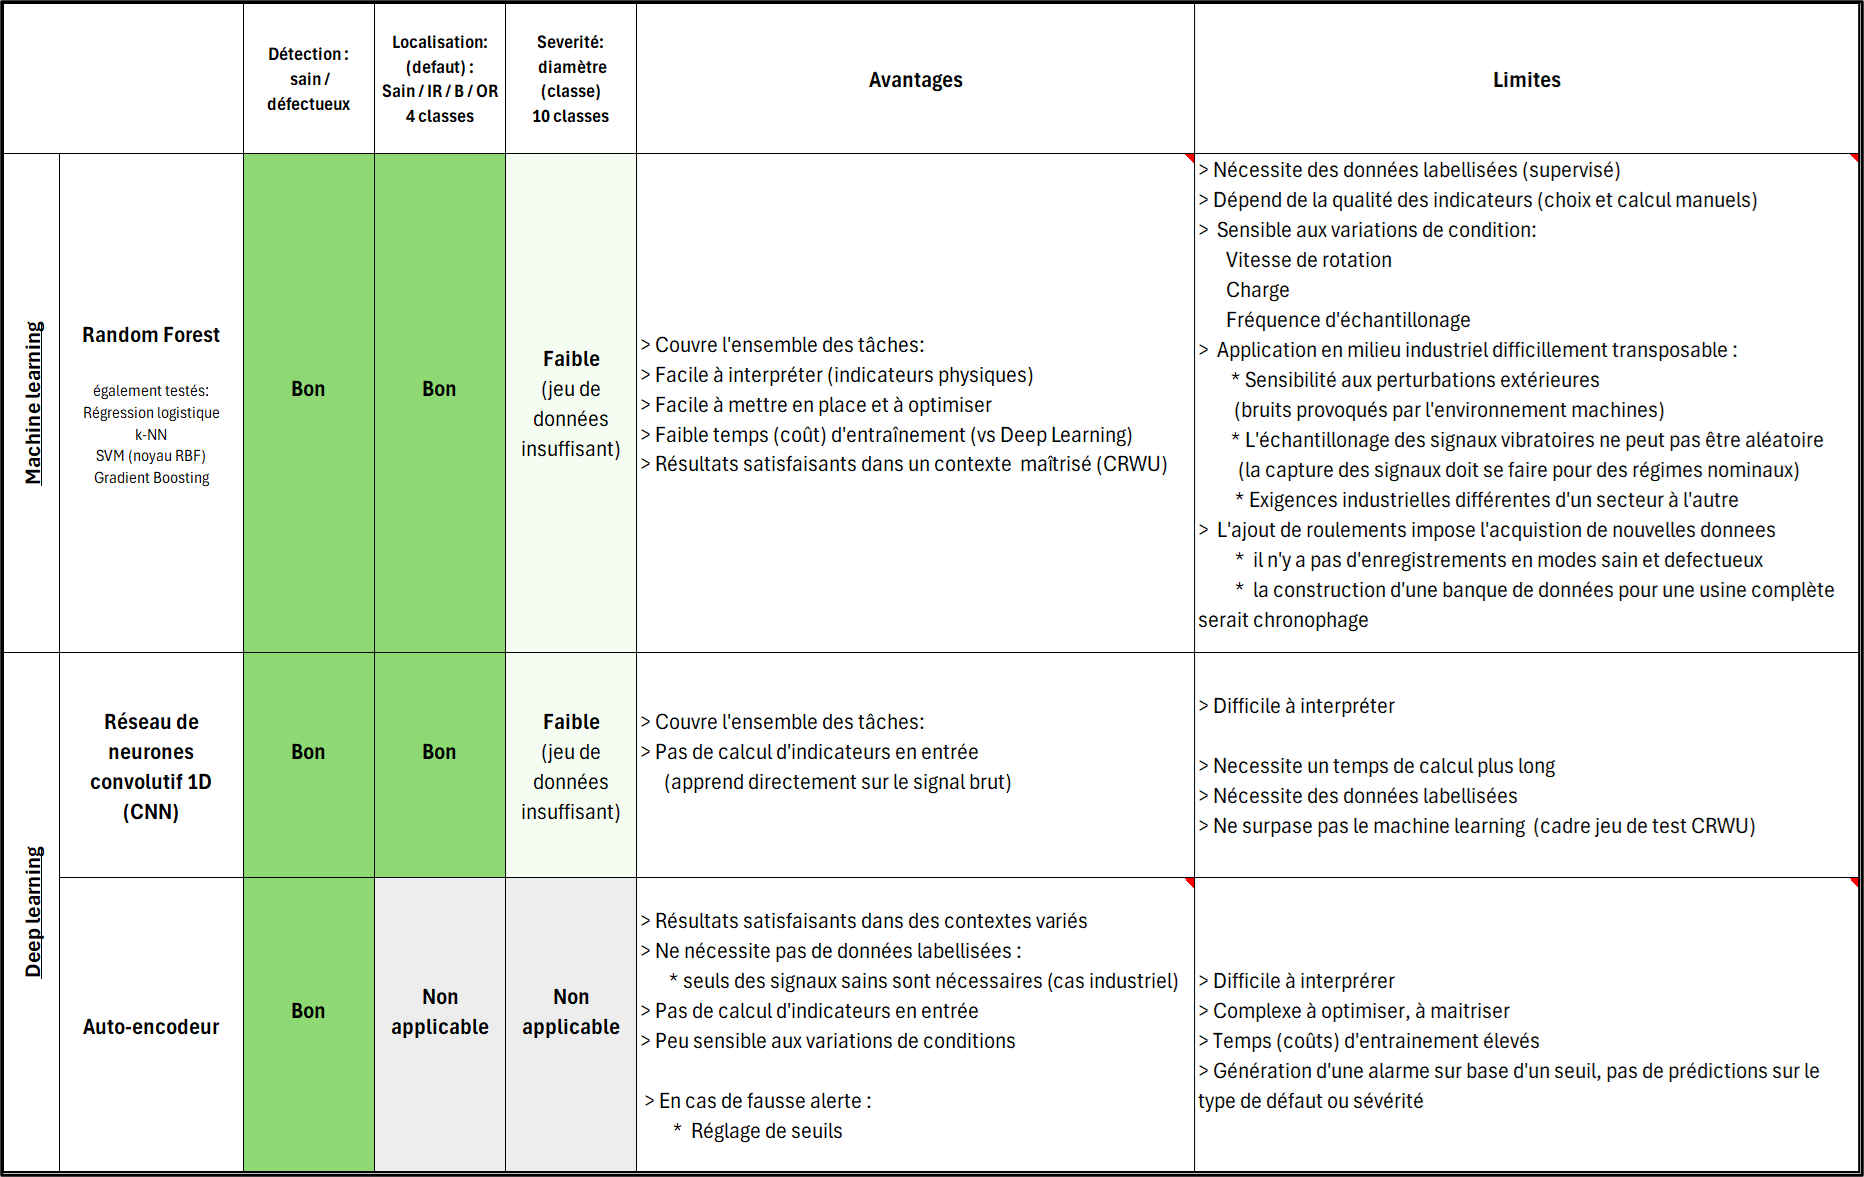 Détection :
sain /
défectueux
Localisation:
(defaut) :
Sain / IR / B / OR
4 classes
Severité:
diamètre
(classe)
10 classes
Avantages
Limites
Machine learning
Random Forest
également testés:
Régression logistique
k-NN
SVM (noyau RBF)
Gradient Boosting
Bon
Bon
Faible
(jeu de
données
insuffisant)
> Couvre l'ensemble des tâches:
> Facile à interpréter (indicateurs physiques)
> Facile à mettre en place et à optimiser
> Faible temps (coût) d'entraînement (vs Deep Learning)
> Résultats satisfaisants dans un contexte  maîtrisé (CRWU)
> Nécessite des données labellisées (supervisé)
> Dépend de la qualité des indicateurs (choix et calcul manuels)
>  Sensible aux variations de condition:
Vitesse de rotation
Charge
Fréquence d'échantillonage
>  Application en milieu industriel difficillement transposable :
* Sensibilité aux perturbations extérieures
(bruits provoqués par l'environnement machines)
* L'échantillonage des signaux vibratoires ne peut pas être aléatoire
(la capture des signaux doit se faire pour des régimes nominaux)
* Exigences industrielles différentes d'un secteur à l'autre
>  L'ajout de roulements impose l'acquistion de nouvelles donnees
*  il n'y a pas d'enregistrements en modes sain et defectueux
*  la construction d'une banque de données pour une usine complète
serait chronophage
Deep learning
Réseau de
neurones
convolutif 1D
(CNN)
Bon
Bon
Faible
(jeu de
données
insuffisant)
> Couvre l'ensemble des tâches:
> Pas de calcul d'indicateurs en entrée
(apprend directement sur le signal brut)
> Difficile à interpréter
> Necessite un temps de calcul plus long
> Nécessite des données labellisées
> Ne surpase pas le machine learning  (cadre jeu de test CRWU)
Auto-encodeur
Bon
Non
applicable
Non
applicable
> Résultats satisfaisants dans des contextes variés
> Ne nécessite pas de données labellisées :
* seuls des signaux sains sont nécessaires (cas industriel)
> Pas de calcul d'indicateurs en entrée
> Peu sensible aux variations de conditions
> En cas de fausse alerte :
*  Réglage de seuils
> Difficile à interprérer
> Complexe à optimiser, à maitriser
> Temps (coûts) d'entrainement élevés
> Génération d'une alarme sur base d'un seuil, pas de prédictions sur le
type de défaut ou sévérité